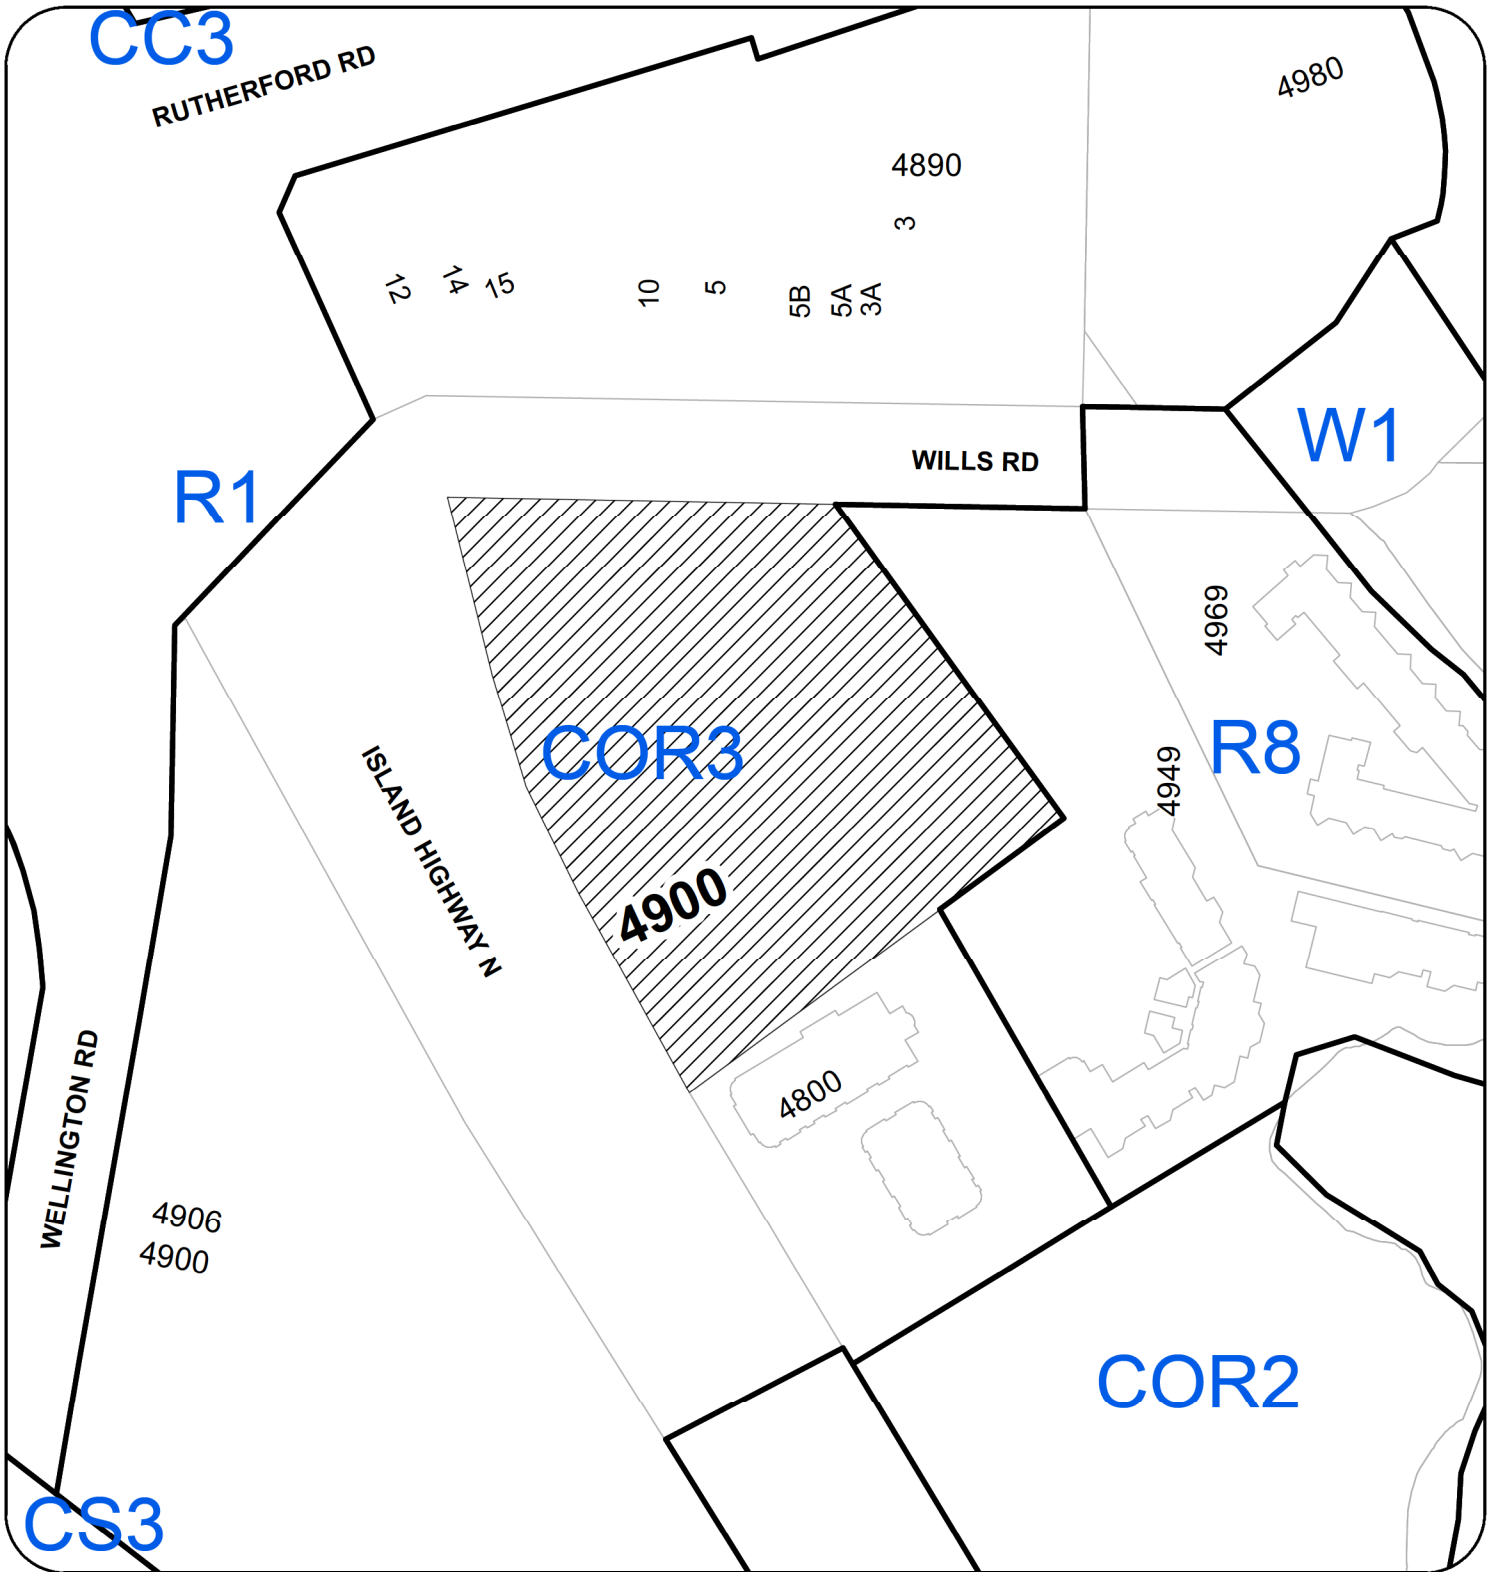 CC3
RUTHERFORD RD
4980
4890
3
12
14
15
10
5
5B
5A
3A
W1
WILLS RD
R1
4969
R8
COR3
4949
ISLAND HIGHWAY N
4900
4800
WELLINGTON RD
4906
4900
COR2
CS3